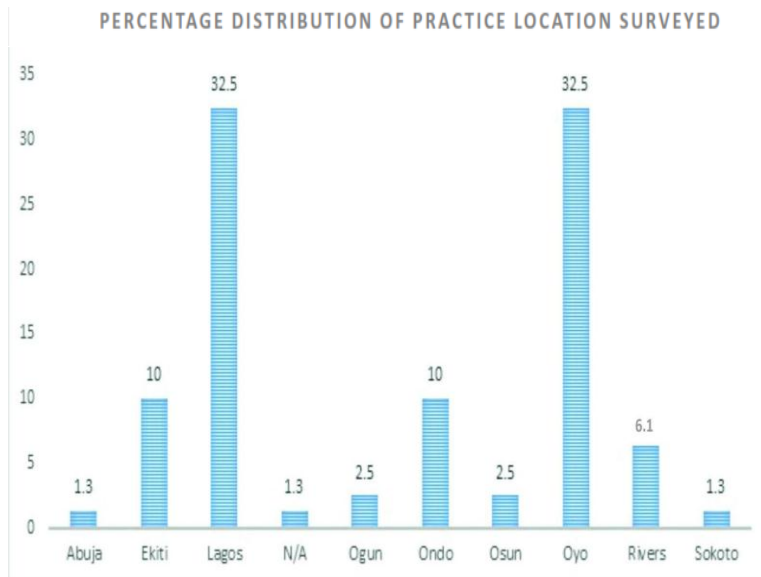 PERCENTAGE DISTRIBUTION OF PRACTICE LOCATION SURVEYED
35
30
25
20
15
10
5
0
1.3
10
32.5
1.3
2.5
10
2.5
32.5
6.1
1.3
Abuja
Ekiti
Lagos
N/A
Ogun
Ondo
Osun
Oyo
Rivers
Sokoto